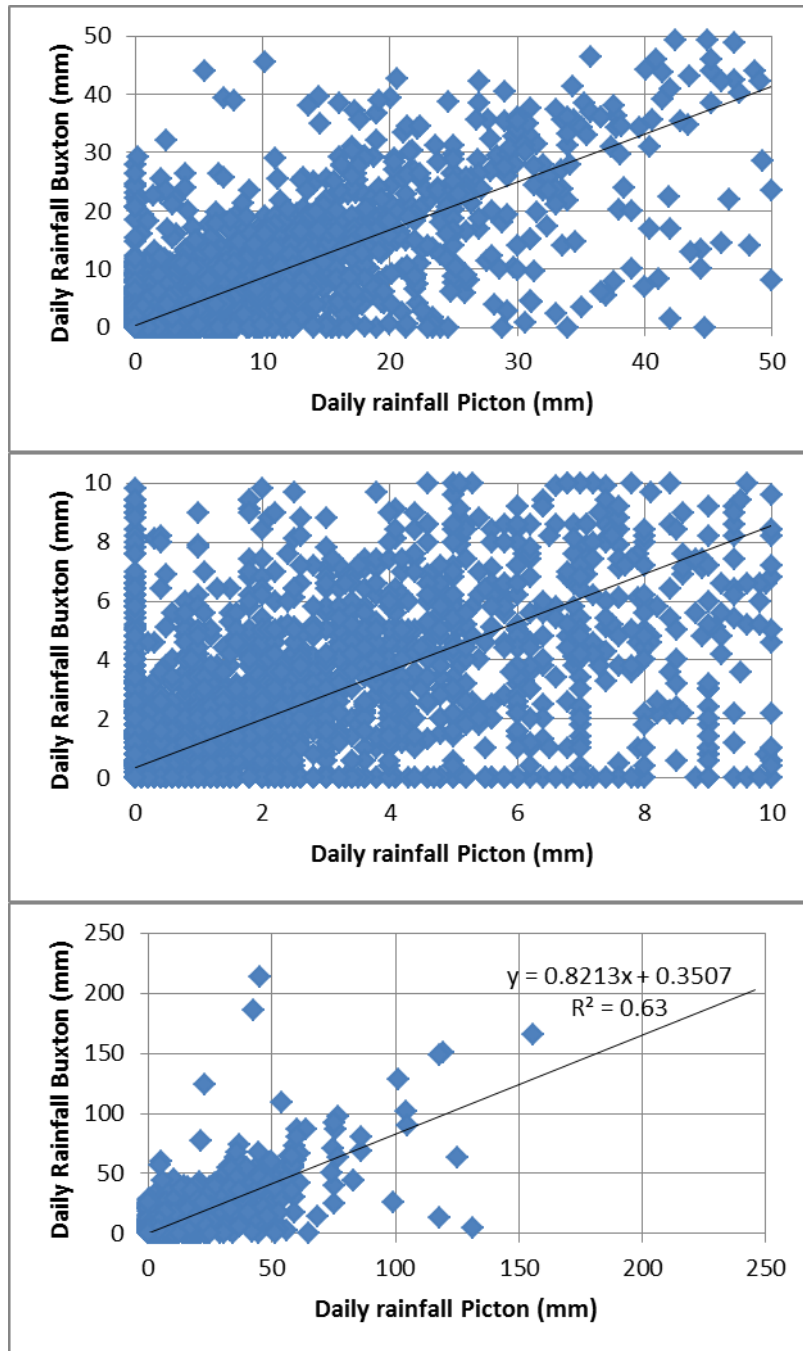 Daily Rainfall Buxton (mm)
50
40
30
20
10
0
0 10 20 30 40 50
Daily rainfall Picton (mm)
Daily Rainfall Buxton (mm)
10
8
6
4
2
0
0 2 4 6 8 10
Daily rainfall Picton (mm)
Daily Rainfall Buxton (mm)
250
200
150
100
50
0
y = 0.8213x + 0.3507
R² = 0.63
0 50 100 150 200 250
Daily rainfall Picton (mm)